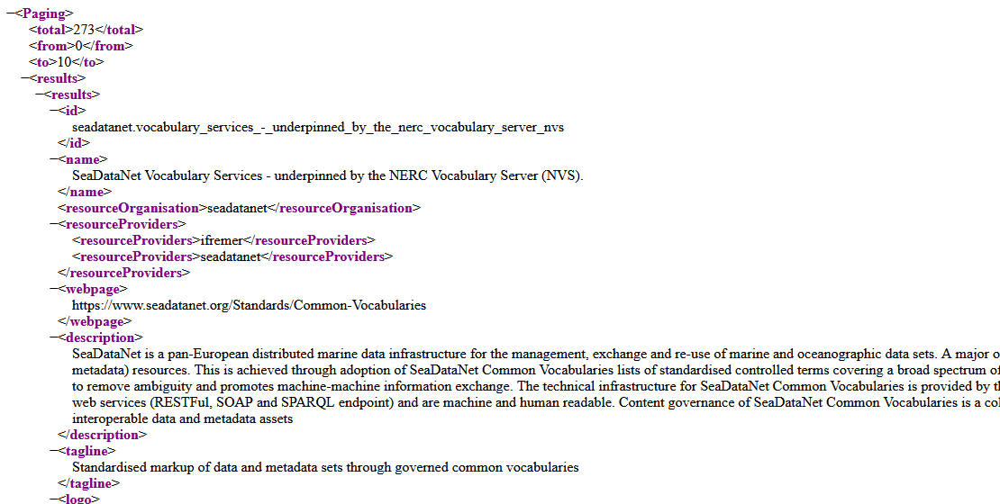 —<Paging>
<total>273</total>
<from>0</from>
<to>10</to>
—<results>
—<results>
—<id>
seadatanet.vocabulary_services_-_underpinned_by_the_nerc_vocabulary_server_nvs
</id>
—<name>
SeaDataNet Vocabulary Services - underpinned by the NERC Vocabulary Server (NVS).
</name>
<resourceOrganisation>seadatanet</resourceOrganisation>
—<resourceProviders>
<resourceProviders>ifremer</resourceProviders>
<resourceProviders>seadatanet</resourceProviders>
</resourceProviders>
—<webpage>
https://www.seadatanet.org/Standards/Common-Vocabularies
</webpage>
—<description>
SeaDataNet is a pan-European distributed marine data infrastructure for the management, exchange and re-use of marine and oceanographic data sets. A major
metadata) resources. This is achieved through adoption of SeaDataNet Common Vocabularies lists of standardised controlled terms covering a broad spectrum of
to remove ambiguity and promotes machine-machine information exchange. The technical infrastructure for SeaDataNet Common Vocabularies is provided by
web services (RESTFul, SOAP and SPARQL endpoint) and are machine and human readable. Content governance of SeaDataNet Common Vocabularies is a
interoperable data and metadata assets
</description>
—<tagline>
Standardised markup of data and metadata sets through governed common vocabularies
</tagline>
—<logo>